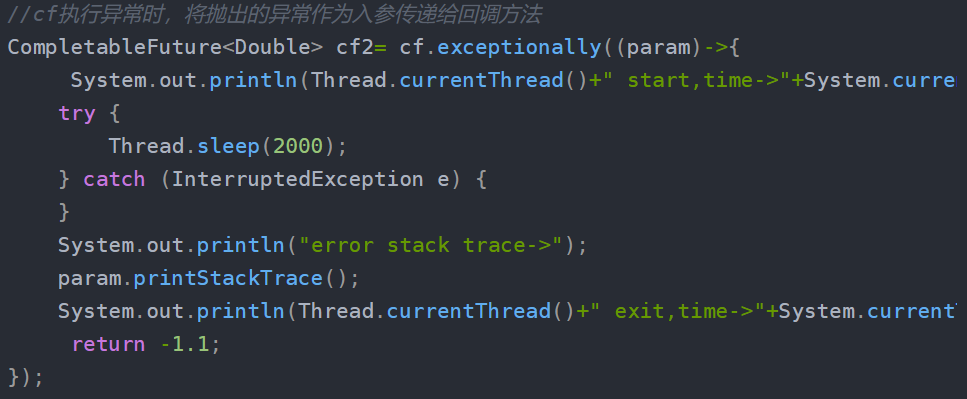 //cf执行异常时，将抛出的异常作为入参传递给回调方法
CompletableFuture<Double> cf2= cf.exceptionally((param)->{
     System.out.println(Thread.currentThread()+" start,time->"+System.curre
    try {
        Thread.sleep(2000);
    } catch (InterruptedException e) {
    }
    System.out.println("error stack trace->");
    param.printStackTrace();
    System.out.println(Thread.currentThread()+" exit,time->"+System.current
     return -1.1;
});